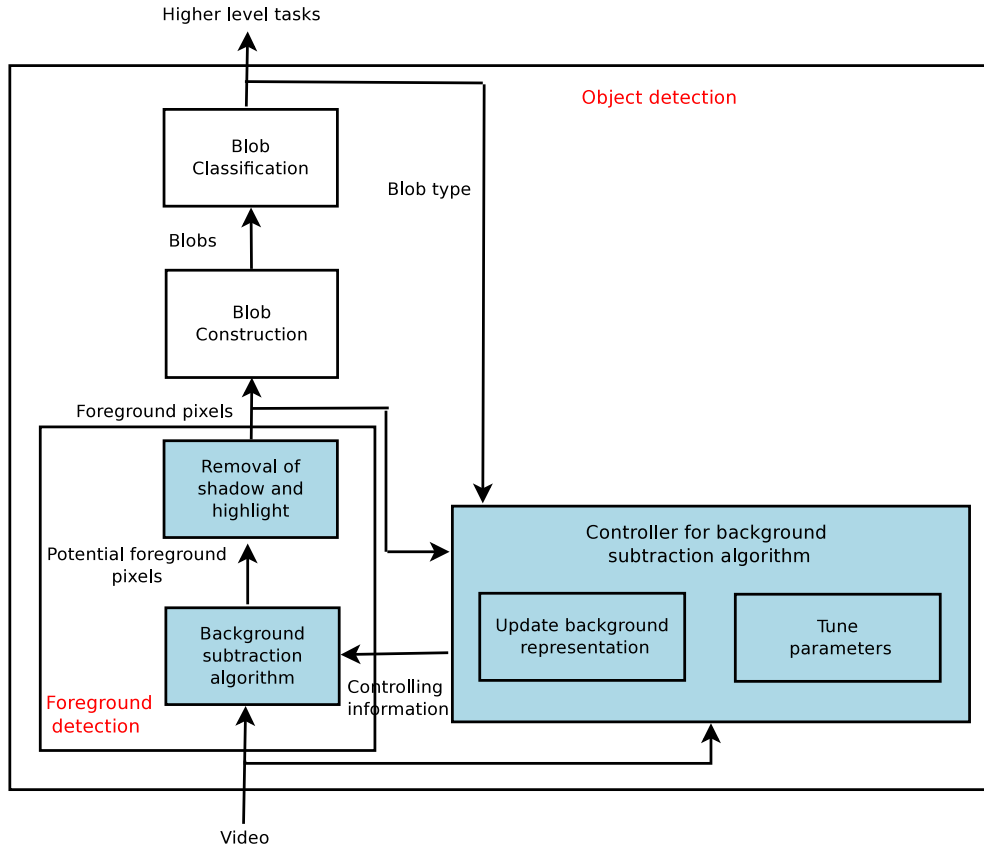 Higher level tasks
Object detection
Blob
Classification
Blob type
Blobs
Blob
Construction
Foreground pixels
Removal of
shadow and
highlight
Potential foreground
pixels
Background
subtraction
algorithm
Foreground
detection
Controlling
information
Controller for background
subtraction algorithm
Update background
representation
Tune
parameters
Video